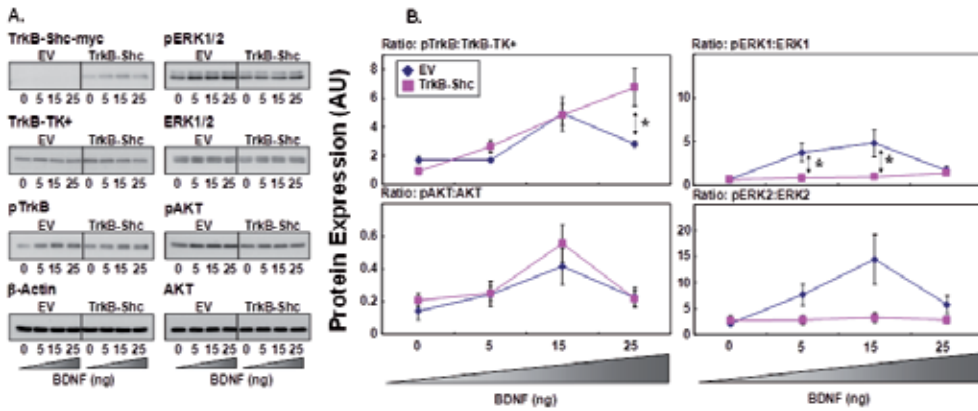 A.
TrkB-Shc-myc
EV TrkB-Shc
0 5 15 25 0 5 15 25
TrkB-TK+
EV TrkB-Shc
0 5 15 25 0 5 15 25
pTrkB
EV TrkB-Shc
0 5 15 25 0 5 15 25
β-Actin
EV TrkB-Shc
0 5 15 25 0 5 15 25
BDNF (ng)
pERK1/2
EV TrkB-Shc
0 5 15 25 0 5 15 25
ERK1/2
EV TrkB-Shc
0 5 15 25 0 5 15 25
pAKT
EV TrkB-Shc
0 5 15 25 0 5 15 25
AKT
EV TrkB-Shc
0 5 15 25 0 5 15 25
BDNF (ng)
B.
Protein Expression (AU)
Ratio: pTrkB:TrkB-TK+
8
6
4
2
0
EV
TrkB-Shc
*
Ratio: pERK1:ERK1
10
5
0
* *
Ratio: pAKT:AKT
0.6
0.4
0.2
0
0 5 15 25
BDNF (ng)
Ratio: pERK2:ERK2
20
15
10
5
0
0 5 15 25
BDNF (ng)